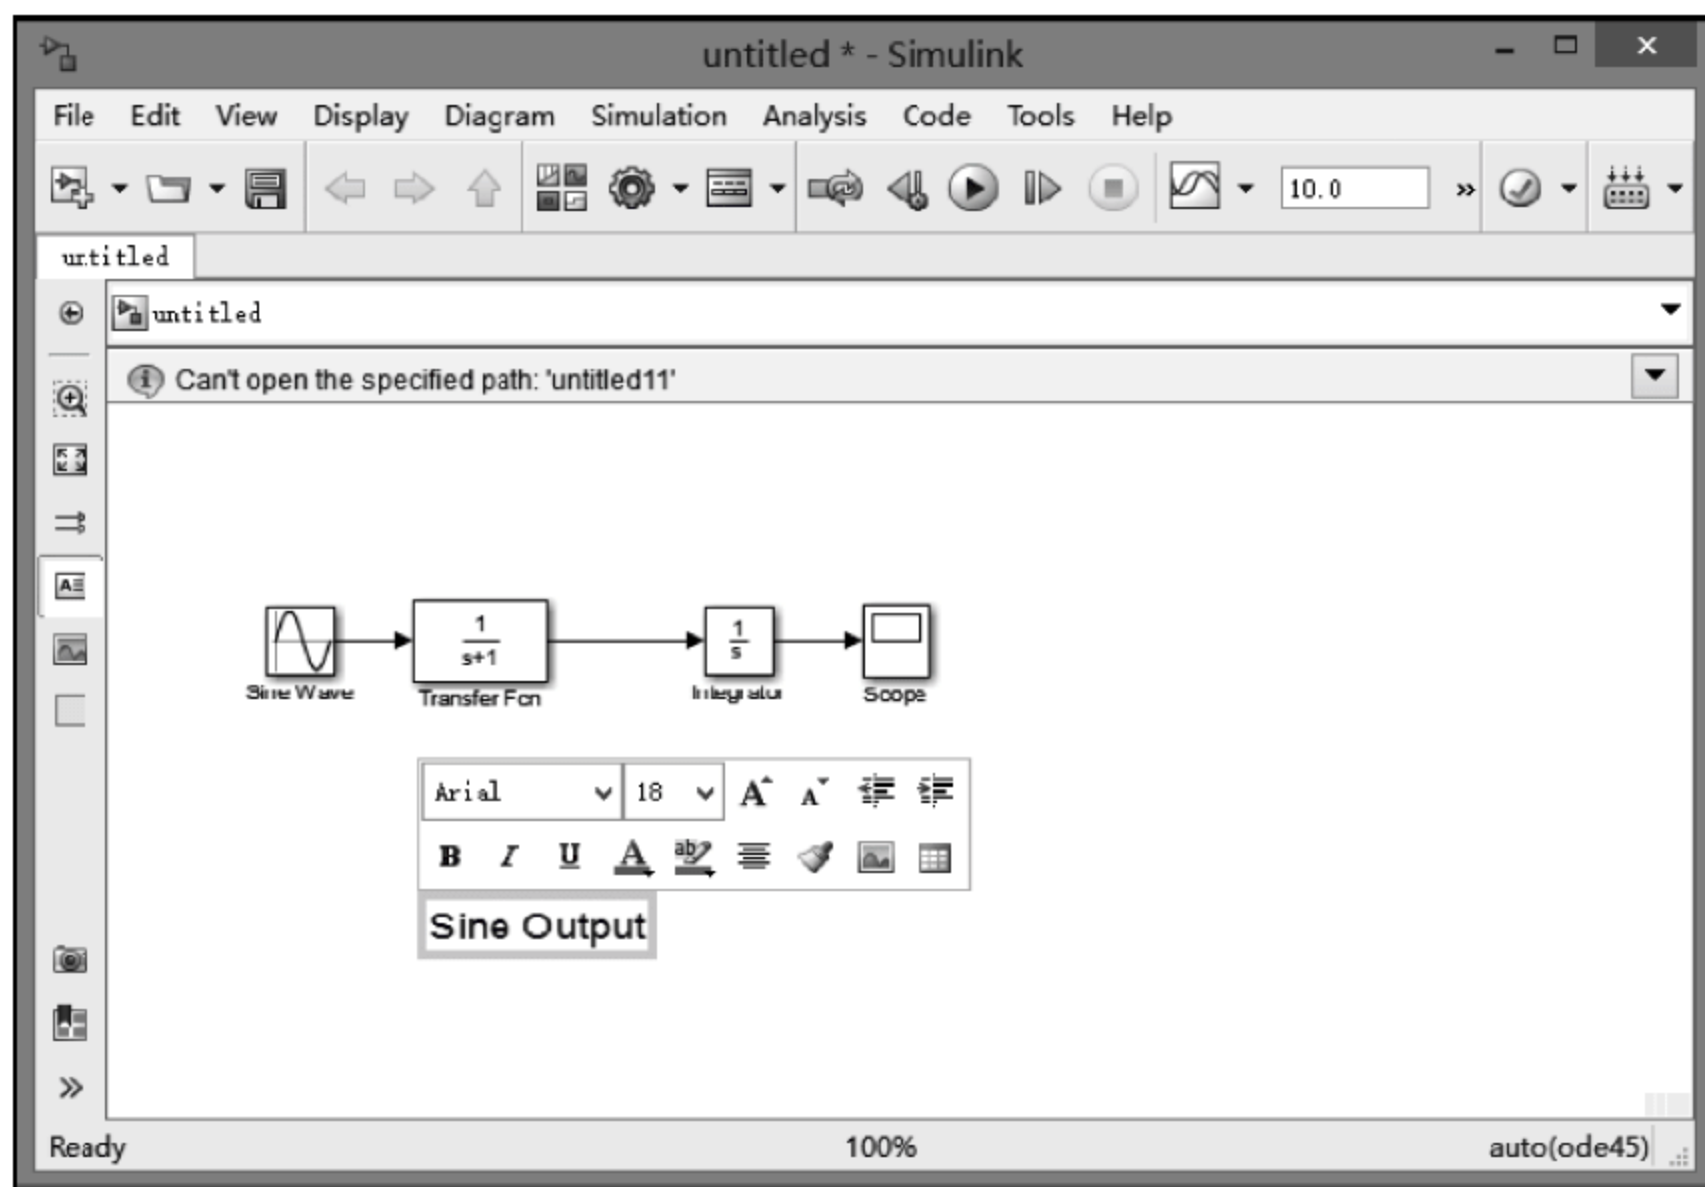 untitled * - Simulink
File Edit View Display Diagram Simulation Analysis Code Tools Help
10.0
untitled
untitled
Can't open the specified path: 'untitled11'
1
s+1
1
s
Sine Wave
Transfer Fcn
Integrator
Scope
Arial 18 A A
B I U A ab
Sine Output
Ready 100% auto(ode45)